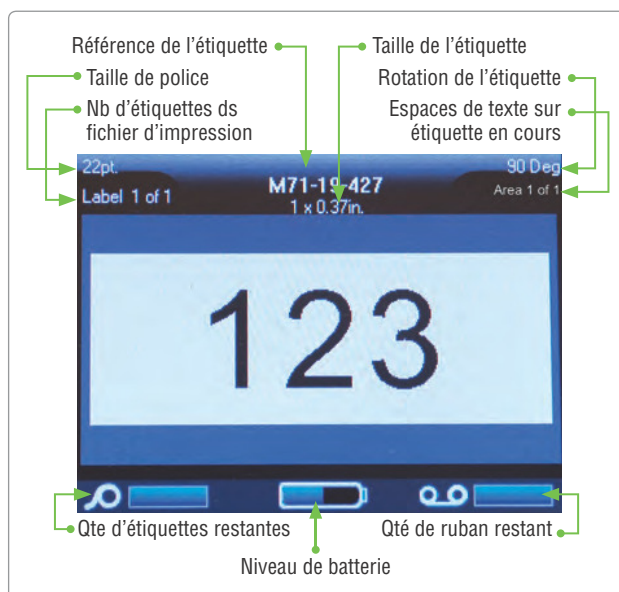 Référence de l'étiquette
Taille de l'étiquette
Taille de police
Rotation de l'étiquette
Nb d'étiquettes ds
fichier d'impression
Espaces de texte sur
étiquette en cours
22pt.
90 Deg
M71-19-427
Label 1 of 1
Area 1 of 1
1 x 0.37in.
123
Qte d'étiquettes restantes
Qté de ruban restant
Niveau de batterie